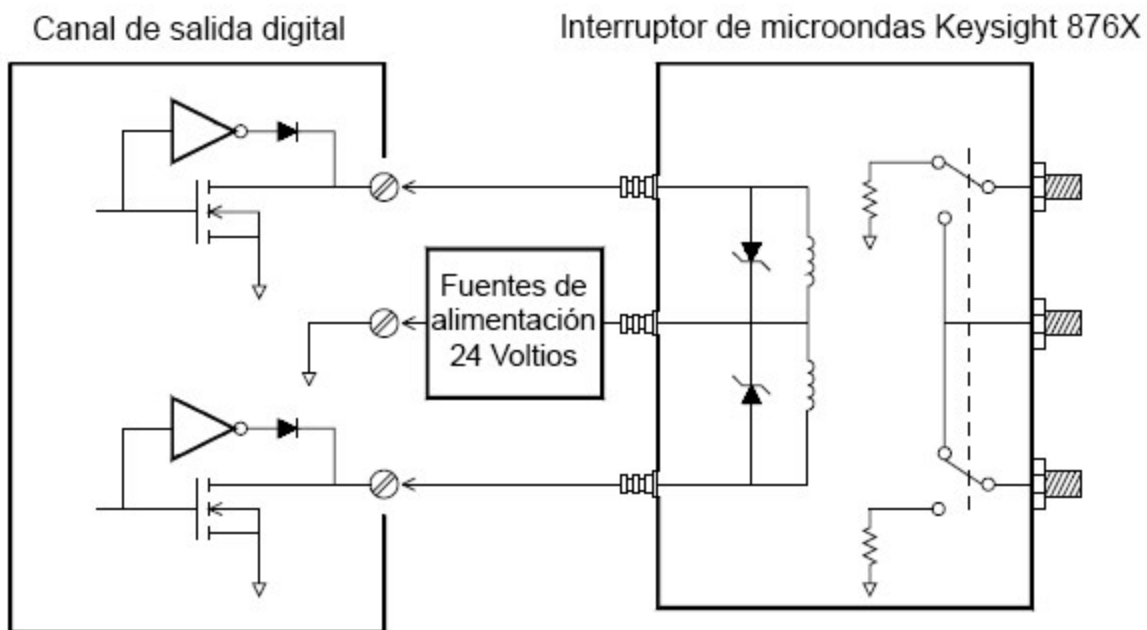 Canal de salida digital
Interruptor de microondas Keysight 876X
Fuentes de
alimentación
24 Voltios